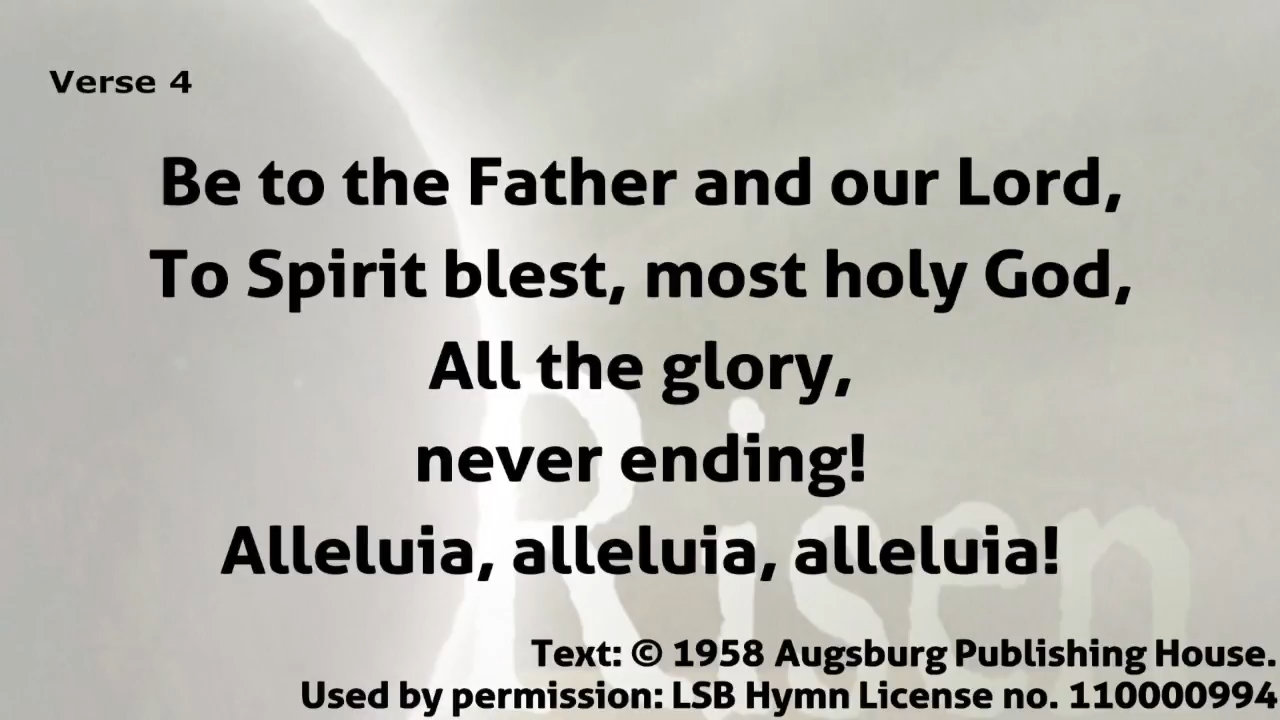 Verse 4
Be to the Father and our Lord,
To Spirit blest, most holy God,
All the glory,
never ending!
Alleluia, alleluia, alleluia!
Risen
Text: © 1958 Augsburg Publishing House.
Used by permission: LSB Hymn License no. 110000994